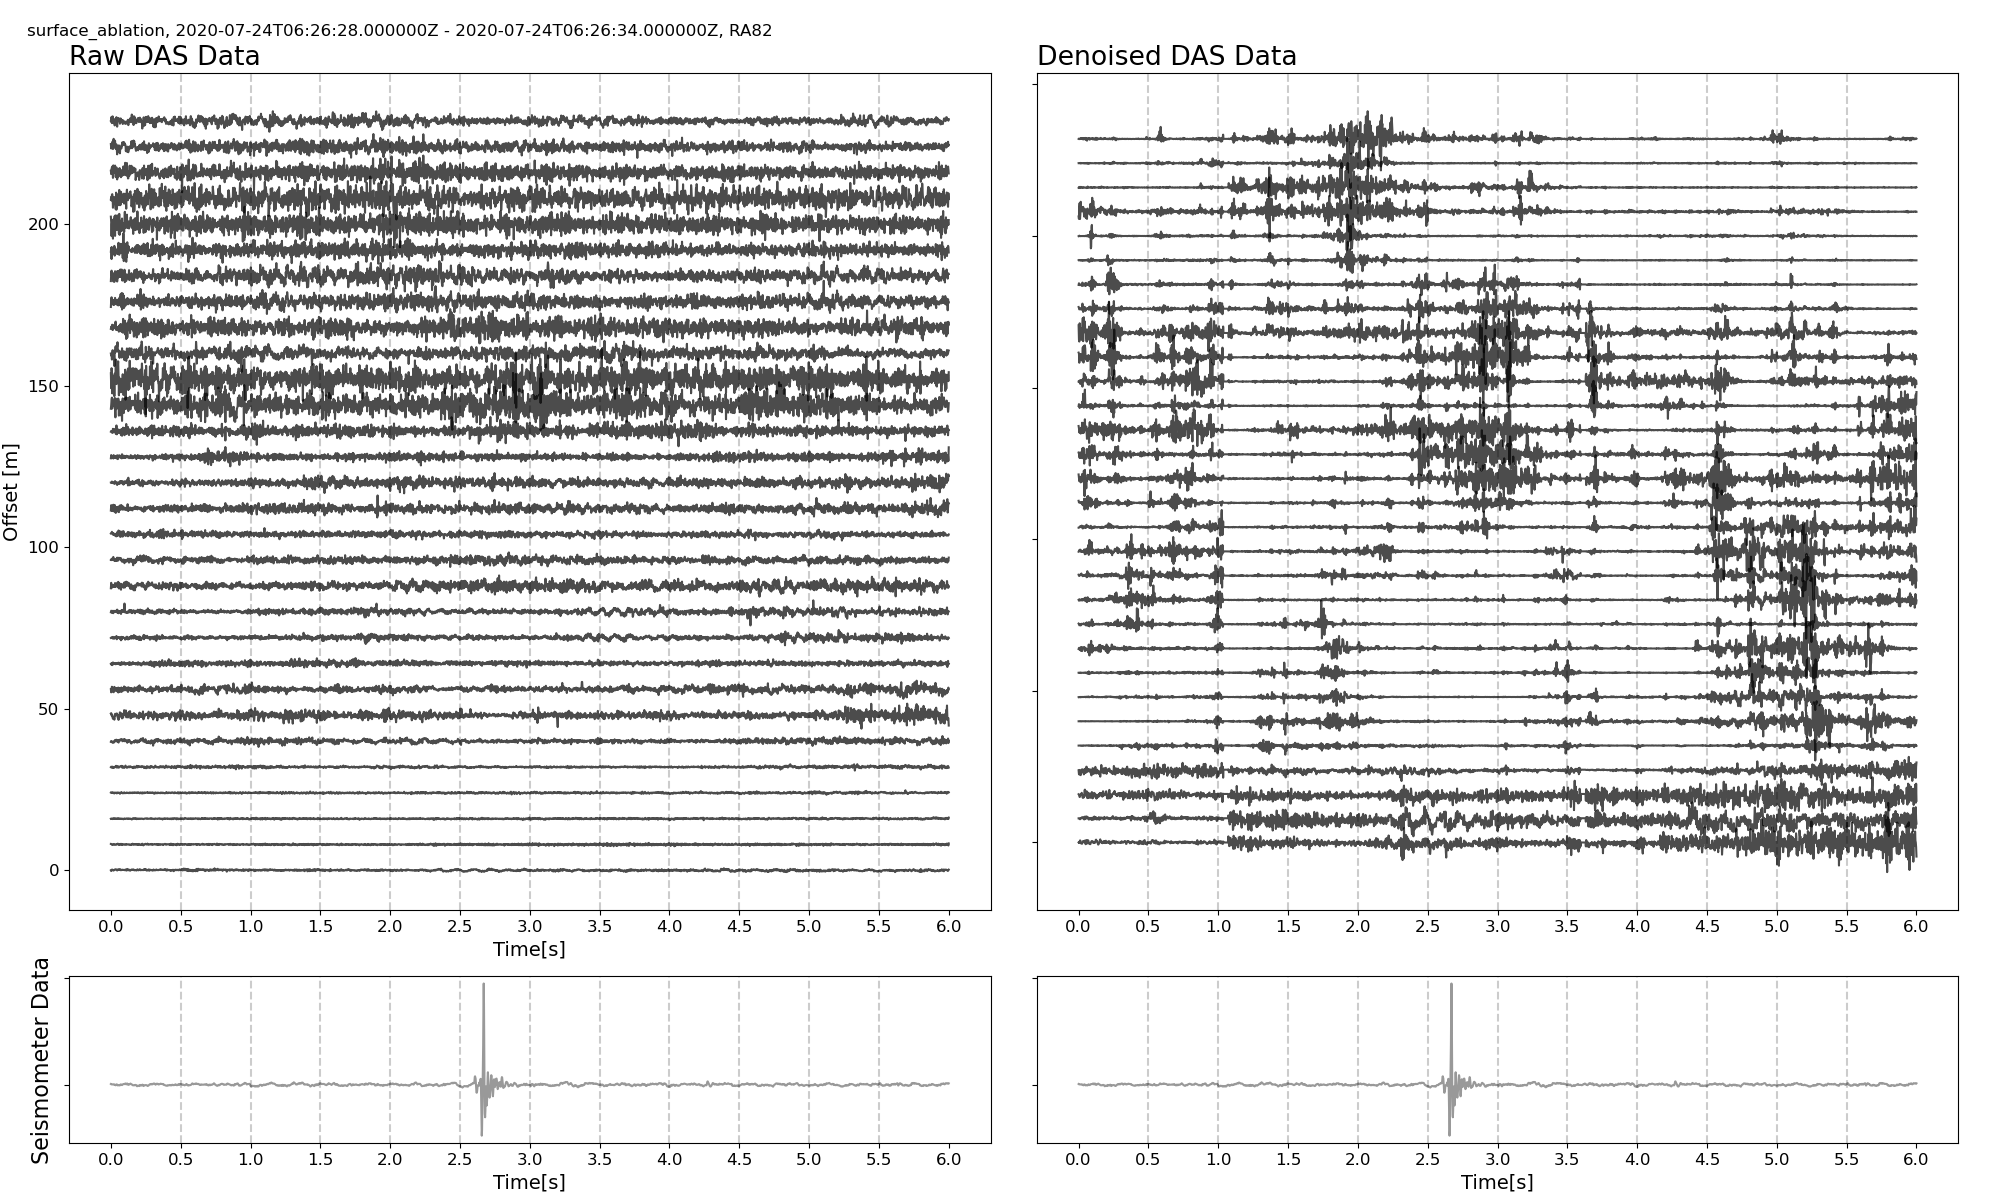 surface_ablation, 2020-07-24T06:26:28.000000Z - 2020-07-24T06:26:34.000000Z, RA82
Raw DAS Data
Denoised DAS Data
Offset [m]
200
150
100
50
0
0.0 0.5 1.0 1.5 2.0 2.5 3.0 3.5 4.0 4.5 5.0 5.5 6.0
Time[s]
0.0 0.5 1.0 1.5 2.0 2.5 3.0 3.5 4.0 4.5 5.0 5.5 6.0
Seismometer Data
0.0 0.5 1.0 1.5 2.0 2.5 3.0 3.5 4.0 4.5 5.0 5.5 6.0
Time[s]
0.0 0.5 1.0 1.5 2.0 2.5 3.0 3.5 4.0 4.5 5.0 5.5 6.0
Time[s]